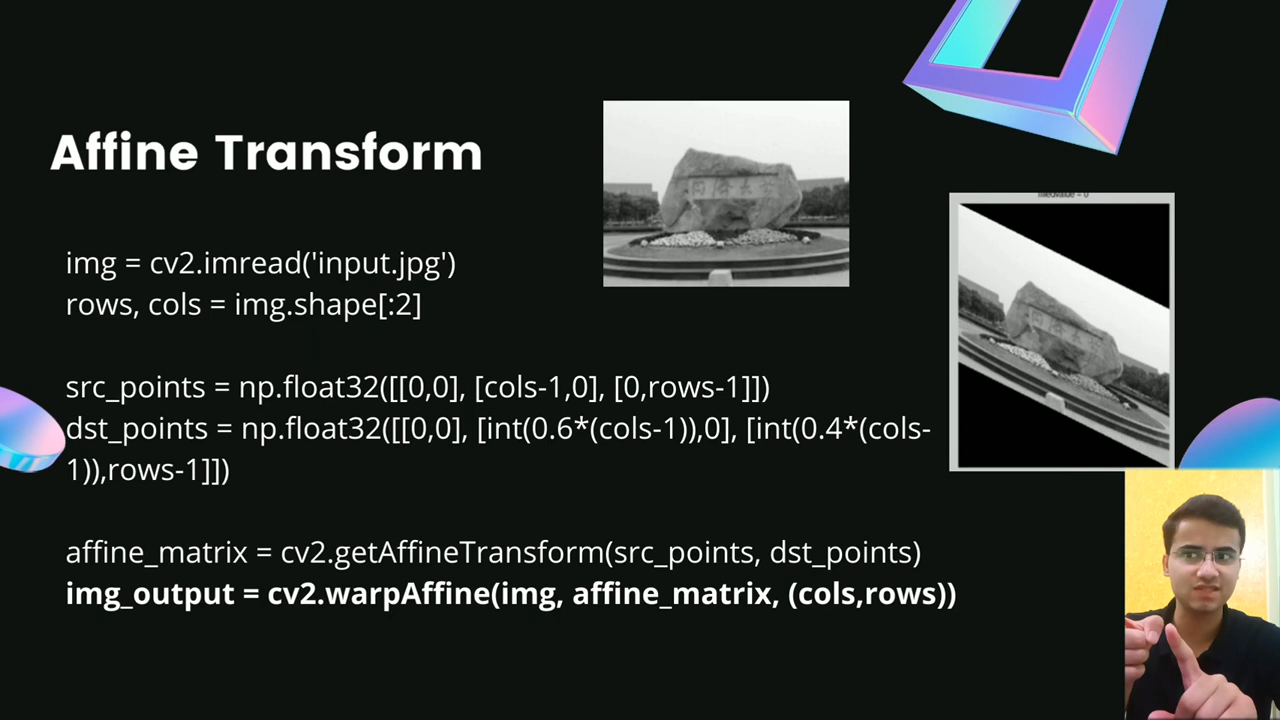 Affine Transform
img = cv2.imread('input.jpg')
rows, cols = img.shape[:2]
src_points = np.float32([[0,0], [cols-1,0], [0,rows-1]])
dst_points = np.float32([[0,0], [int(0.6*(cols-1)),0], [int(0.4*(cols-
1)),rows-1]])
affine_matrix = cv2.getAffineTransform(src_points, dst_points)
img_output = cv2.warpAffine(img, affine_matrix, (cols,rows))